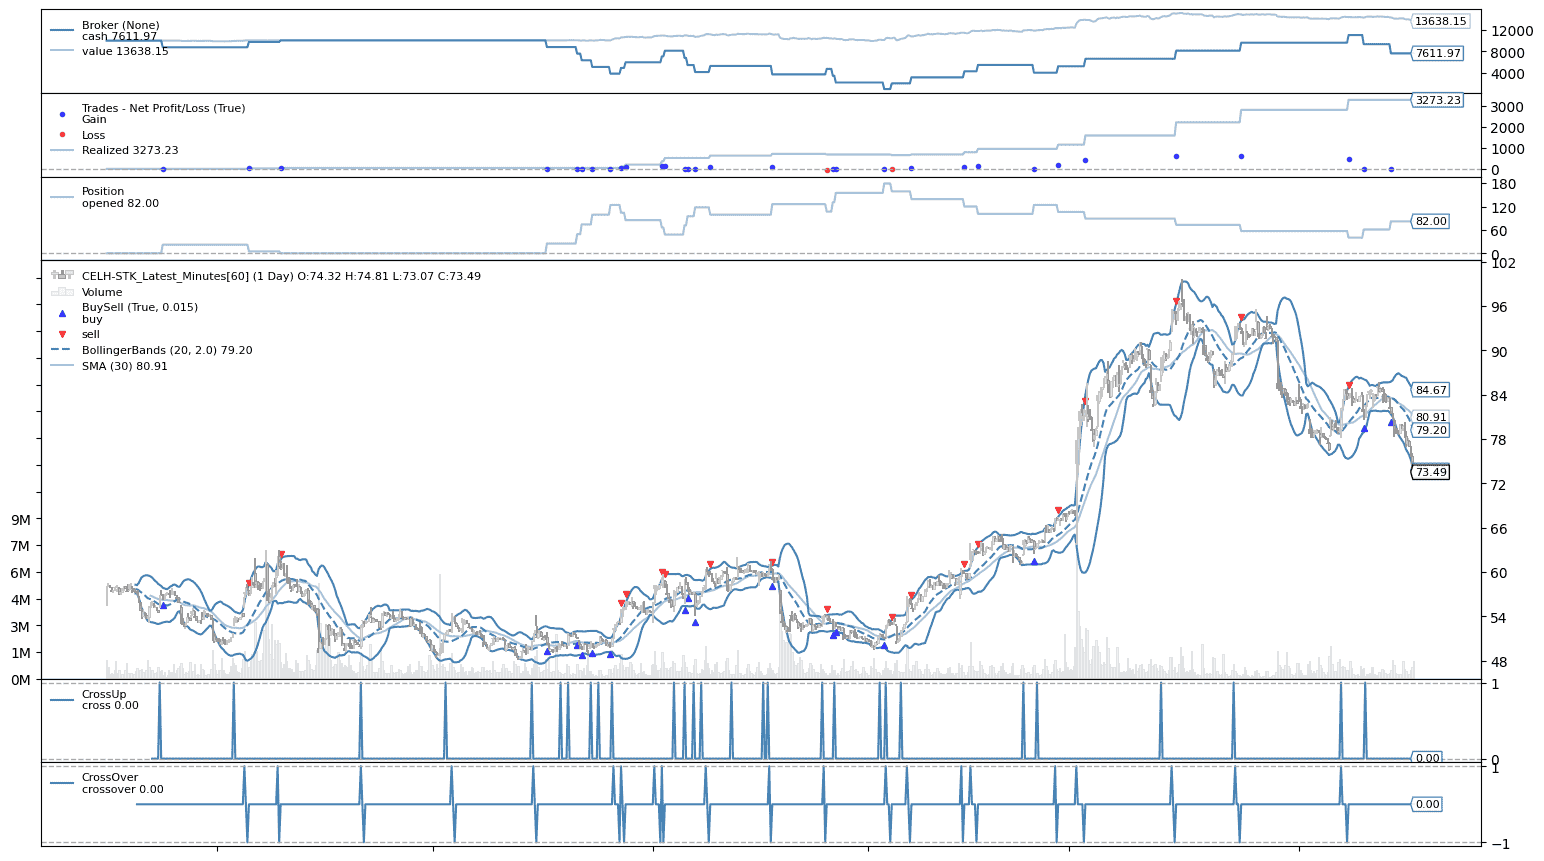 Broker (None)
cash 7611.97
value 13638.15
13638.15
12000
8000
7611.97
4000
Trades - Net Profit/Loss (True)
Gain
Loss
Realized 3273.23
3273.23
3000
2000
1000
0
Position
opened 82.00
180
120
82.00
60
0
CELH-STK_Latest_Minutes[60] (1 Day) O:74.32 H:74.81 L:73.07 C:73.49
Volume
BuySell (True, 0.015)
buy
sell
BollingerBands (20, 2.0) 79.20
SMA (30) 80.91
102
96
90
84.67
84
80.91
79.20
78
73.49
72
66
60
54
48
9M
7M
6M
4M
3M
1M
0M
CrossUp
cross 0.00
1
0.00
0
CrossOver
crossover 0.00
1
0.00
−1